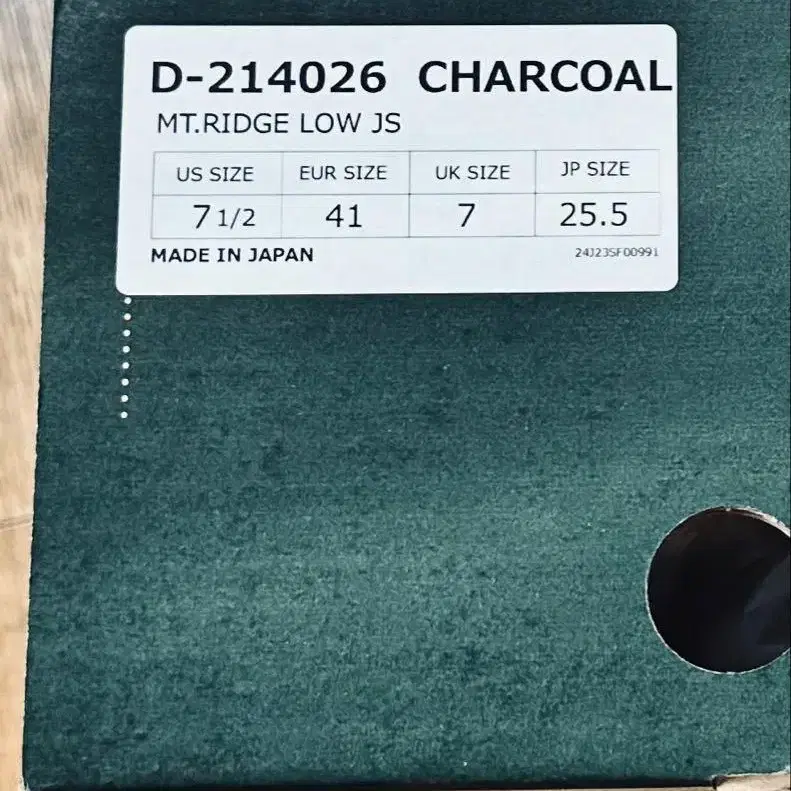 D-214026 CHARCOAL
MT.RIDGE LOW JS
US SIZE EUR SIZE UK SIZE JP SIZE
7 1/2 41 7 25.5
MADE IN JAPAN 24J23SF00991